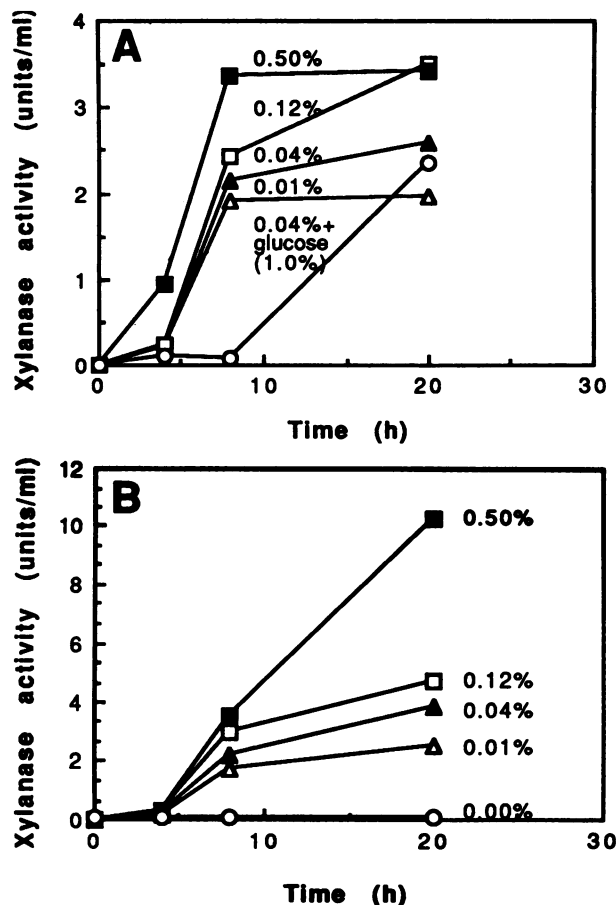 A
Xylanase activity (units/ml)
4
3
2
1
0
0.50%
0.12%
0.04%
0.01%
0.04%+
glucose
(1.0%)
0 10 20 30
Time (h)
B
Xylanase activity (units/ml)
12
10
8
6
4
2
0
0.50%
0.12%
0.04%
0.01%
0.00%
0 10 20 30
Time (h)